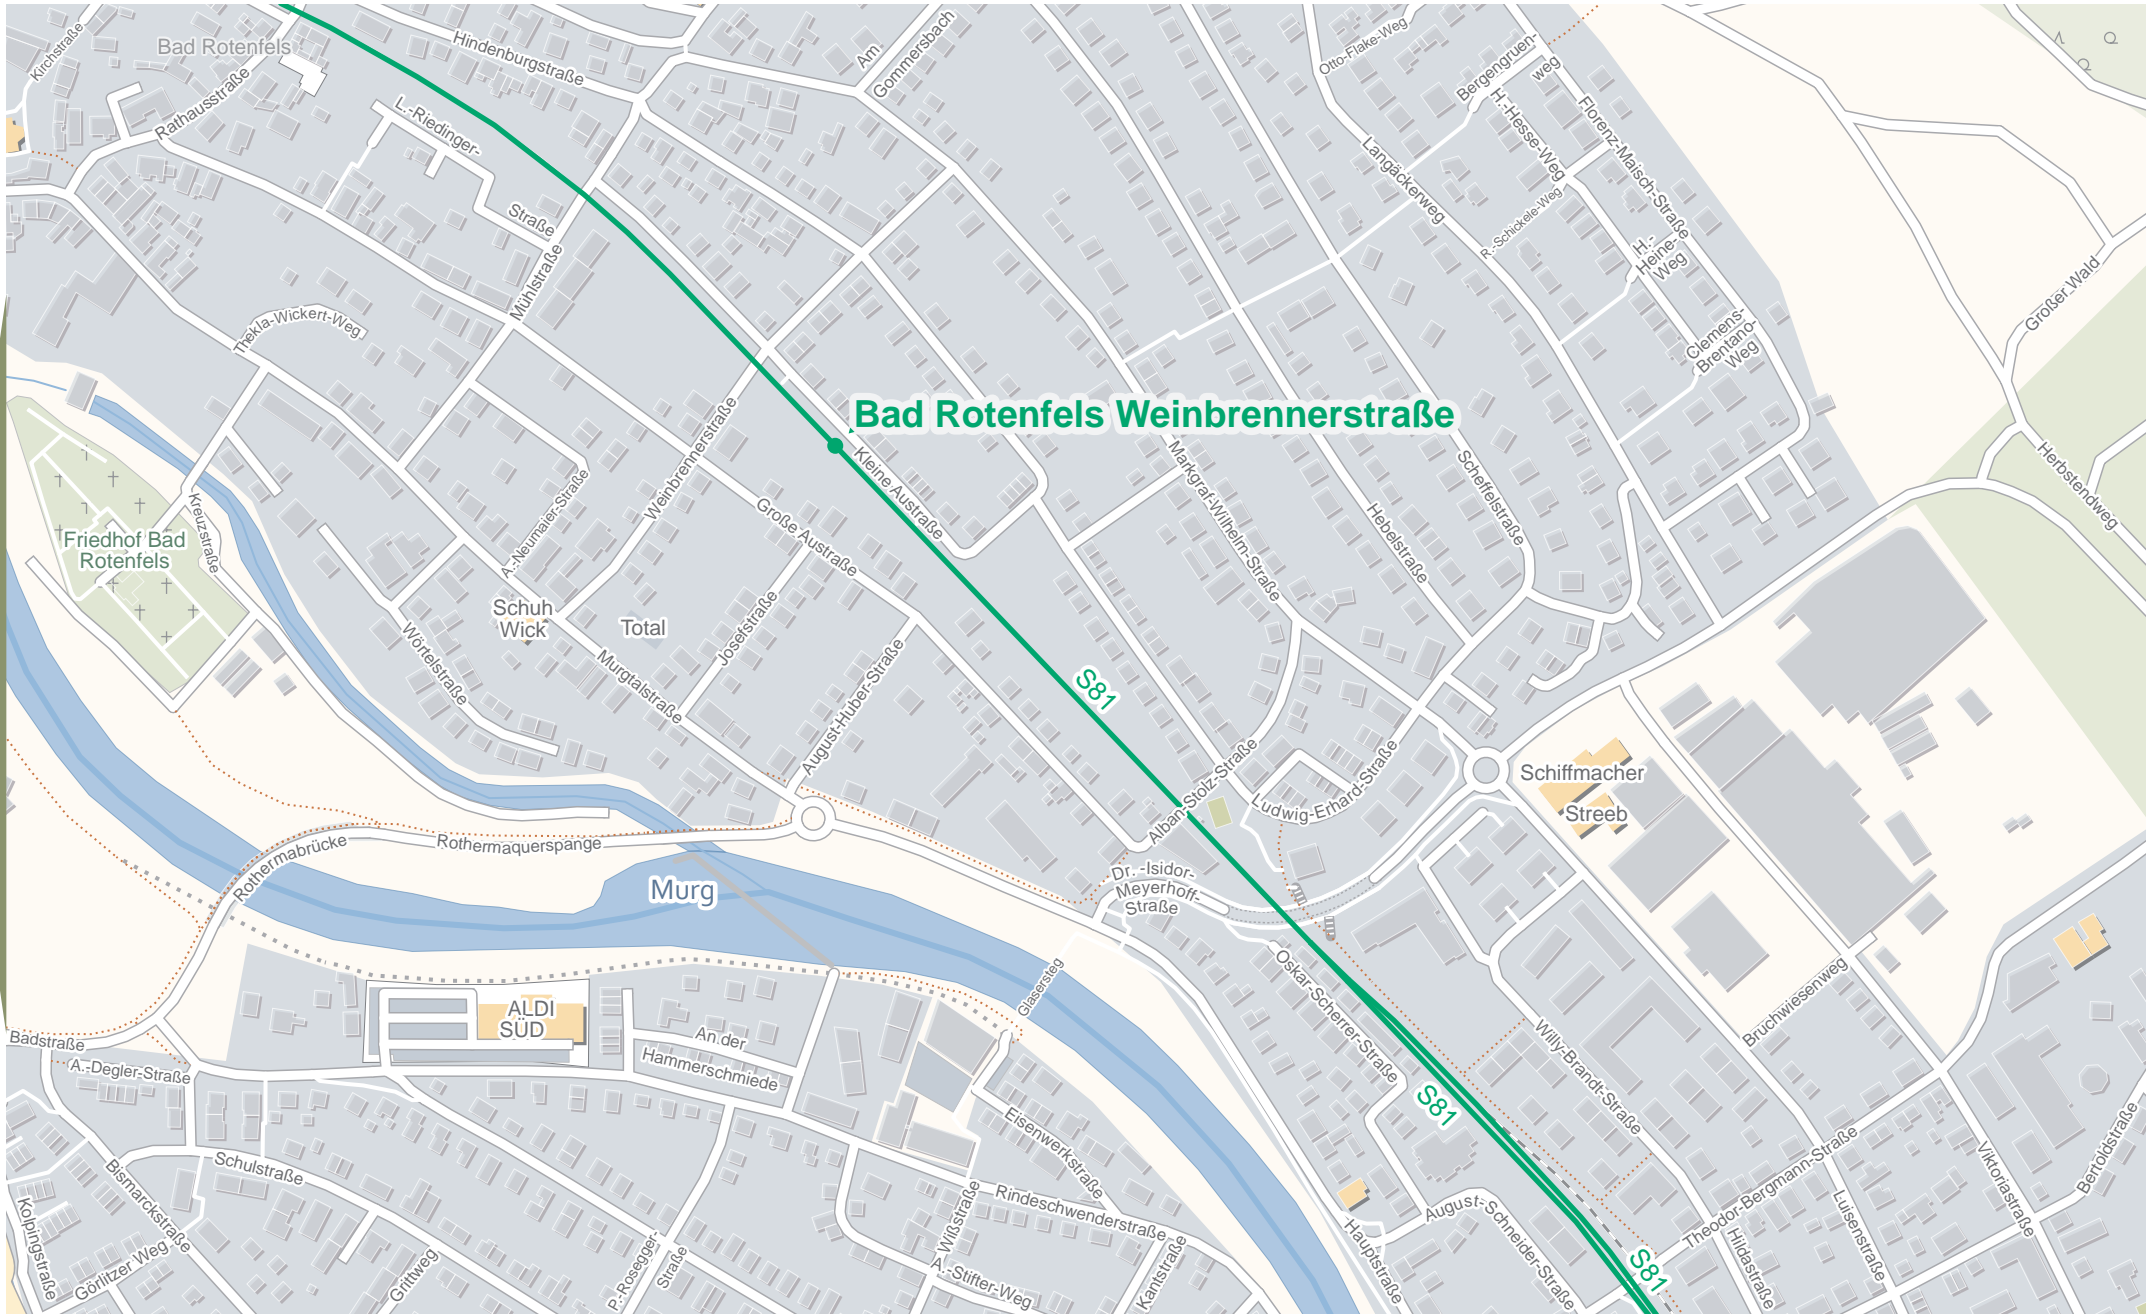 Bad Rotenfels
Kirchstraße
Rathausstraße
Hindenburgstraße
L.-Riedinger-
Straße
Am
Gommersbach
Otto-Flake-Weg
Bergengruen-
weg
H.-Hesse-Weg
Florenz-Maisch-Straße
Langäckerweg
R.-Schickele-Weg
H.-
Heine-
Weg
Clemens-
Brentano-
Weg
Großer Wald
Herbstendweg
Mühlstraße
Thekla-Wickert-Weg
Bad Rotenfels Weinbrennerstraße
Weinbrennerstraße
Kleine Austraße
Große Austraße
Markgraf-Wilhelm-Straße
Scheffelstraße
Hebelstraße
Kreuzstraße
Friedhof Bad
Rotenfels
A.-Neumaier-Straße
Schuh
Wick
Total
Wörtelstraße
Murgtalstraße
Josefstraße
August-Huber-Straße
S81
Alban-Stolz-Straße
Ludwig-Erhard-Straße
Schiffmacher
Streeb
Rothermabrücke
Rothermaquerspange
Murg
Dr. -Isidor-
Meyerhoff-
Straße
Glasersteg
Oskar-Scherrer-Straße
Bruchwiesenweg
Willy-Brandt-Straße
ALDI
SÜD
An der
Hammerschmiede
Badstraße
A.-Degler-Straße
S81
Eisenwerkstraße
Theodor-Bergmann-Straße
Viktoriastraße
Bertoldstraße
Schulstraße
Bismarckstraße
Kolpingstraße
Görlitzer Weg
Grittweg
P.-Rosegger-
Straße
Wißstraße
Rindeschwenderstraße
A.-Stifter-Weg
Kantstraße
Hauptstraße
August-Schneider-Straße
S81
Hildastraße
Luisenstraße